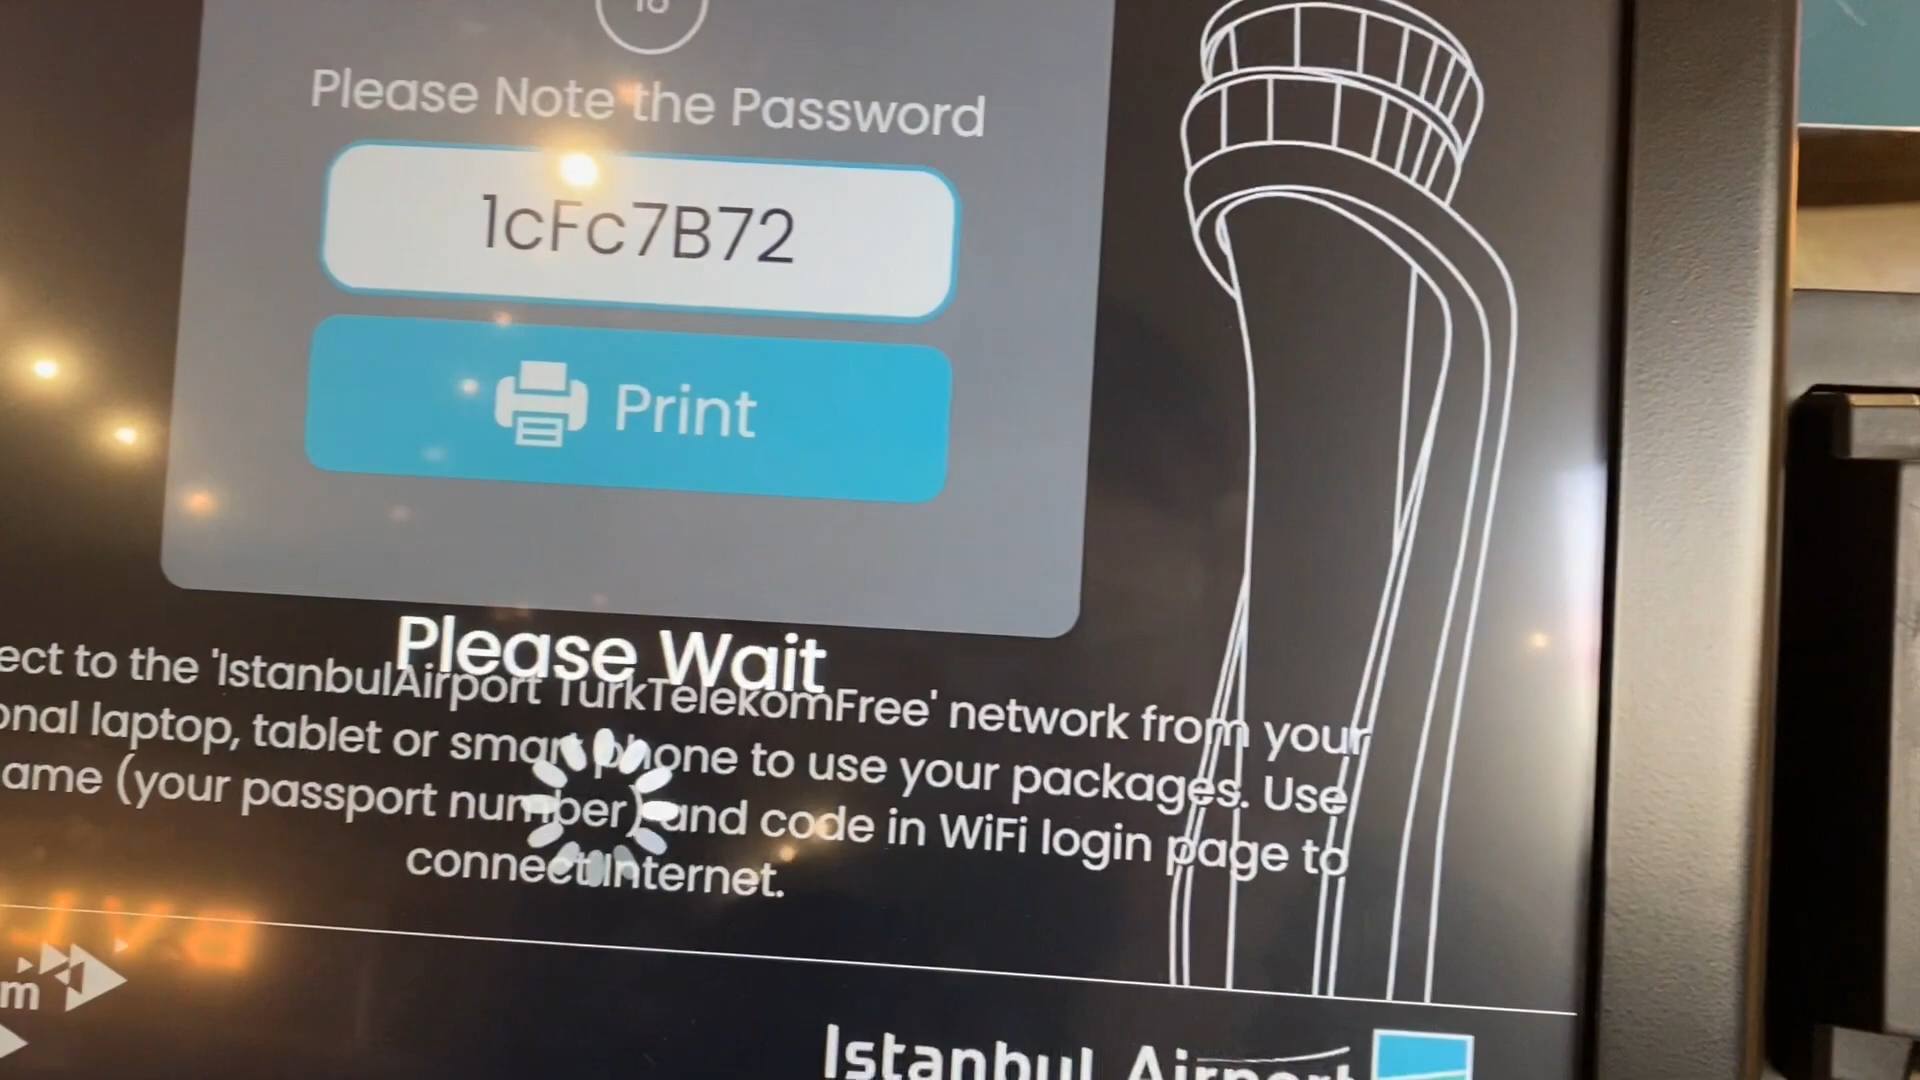 Please Note the Password
1cFc7B72
Print
Please Wait
ect to the 'IstanbulAirport TurkTelekomFree' network from your
onal laptop, tablet or smart phone to use your packages. Use
ame (your passport number) and code in WiFi login page to
connect Internet.
m
Istanbul Airport